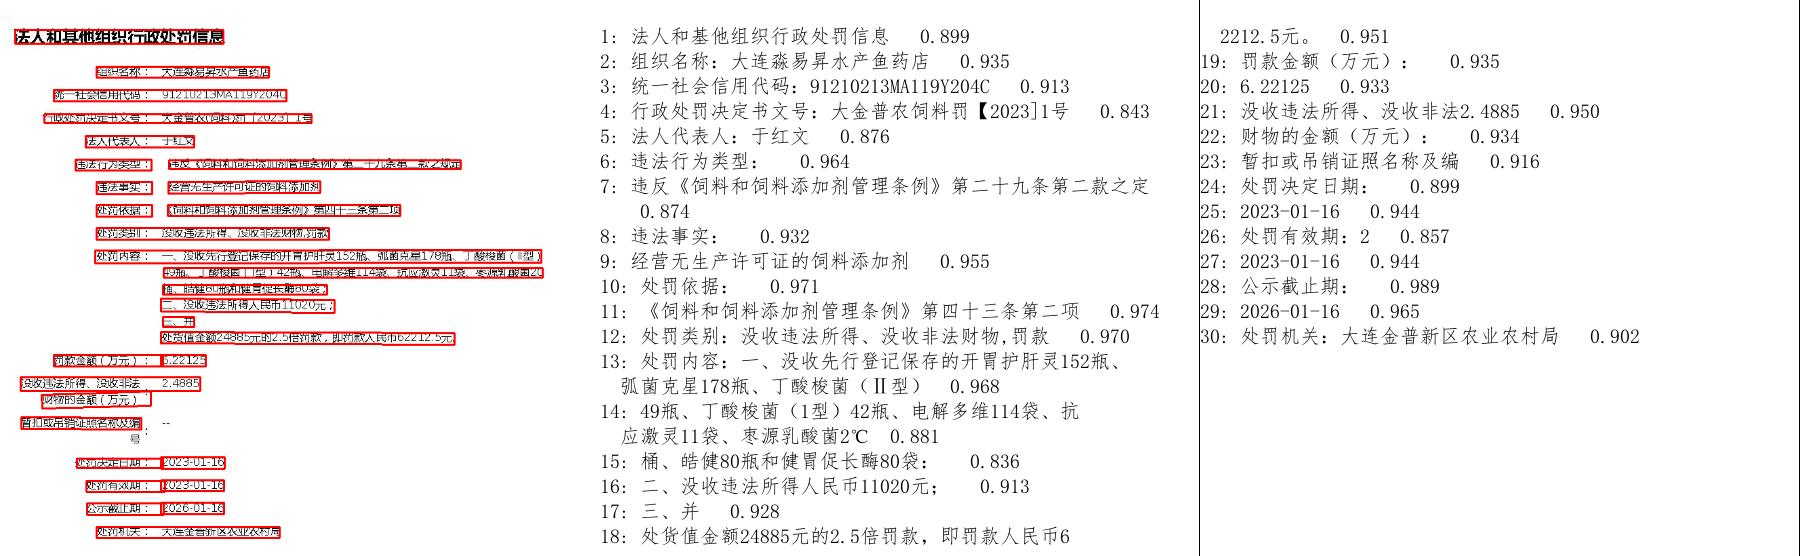 法人和其他组织行政处罚信息
组织名称： 大连淼易昇水产鱼药店
统一社会信用代码： 91210213MA119Y204C
行政处罚决定书文号： 大金普农(饲料)罚〔2023〕1号
法人代表人： 于红文
违法行为类型： 违反《饲料和饲料添加剂管理条例》第二十九条第二款之规定
违法事实： 经营无生产许可证的饲料添加剂
处罚依据： 《饲料和饲料添加剂管理条例》第四十三条第二项
处罚类别： 没收违法所得、没收非法财物,罚款
处罚内容： 一、没收先行登记保存的开胃护肝灵152瓶、弧菌克星178瓶、丁酸梭菌（Ⅱ型）
49瓶、丁酸梭菌（Ⅰ型）42瓶、电解多维114袋、抗应激灵11袋、枣源乳酸菌20
桶、皓健80瓶和健胃促长酶80袋；
二、没收违法所得人民币11020元；
三、并
处货值金额24885元的2.5倍罚款，即罚款人民币62212.5元。
罚款金额（万元）： 6.22125
没收违法所得、没收非法 2.4885
财物的金额（万元）：
暂扣或吊销证照名称及编 --
号：
处罚决定日期： 2023-01-16
处罚有效期： 2023-01-16
公示截止期： 2026-01-16
处罚机关： 大连金普新区农业农村局
1: 法人和基他组织行政处罚信息 0.899
2: 组织名称：大连淼易昇水产鱼药店 0.935
3: 统一社会信用代码：91210213MA119Y204C 0.913
4: 行政处罚决定书文号：大金普农饲料罚【2023]1号 0.843
5: 法人代表人：于红文 0.876
6: 违法行为类型： 0.964
7: 违反《饲料和饲料添加剂管理条例》第二十九条第二款之定
0.874
8: 违法事实： 0.932
9: 经营无生产许可证的饲料添加剂 0.955
10: 处罚依据： 0.971
11: 《饲料和饲料添加剂管理条例》第四十三条第二项 0.974
12: 处罚类别：没收违法所得、没收非法财物,罚款 0.970
13: 处罚内容：一、没收先行登记保存的开胃护肝灵152瓶、
弧菌克星178瓶、丁酸梭菌（Ⅱ型） 0.968
14: 49瓶、丁酸梭菌（1型）42瓶、电解多维114袋、抗
应激灵11袋、枣源乳酸菌2℃ 0.881
15: 桶、皓健80瓶和健胃促长酶80袋： 0.836
16: 二、没收违法所得人民币11020元； 0.913
17: 三、并 0.928
18: 处货值金额24885元的2.5倍罚款，即罚款人民币6
2212.5元。 0.951
19: 罚款金额（万元）： 0.935
20: 6.22125 0.933
21: 没收违法所得、没收非法2.4885 0.950
22: 财物的金额（万元）： 0.934
23: 暂扣或吊销证照名称及编 0.916
24: 处罚决定日期： 0.899
25: 2023-01-16 0.944
26: 处罚有效期：2 0.857
27: 2023-01-16 0.944
28: 公示截止期： 0.989
29: 2026-01-16 0.965
30: 处罚机关：大连金普新区农业农村局 0.902